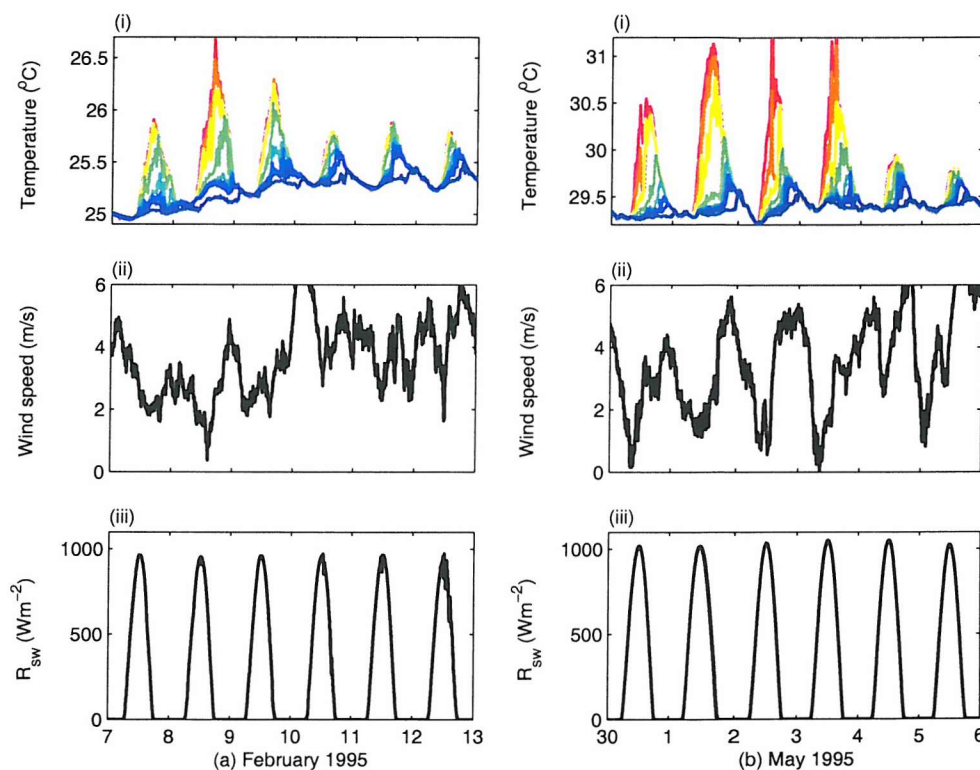 (i)
26.5
26
25.5
25
Temperature (⁰C)
(ii)
6
4
2
0
Wind speed (m/s)
(iii)
1000
500
0
R_sw (Wm⁻²)
7 8 9 10 11 12 13
(a) February 1995
(i)
31
30.5
30
29.5
Temperature (⁰C)
(ii)
6
4
2
0
Wind speed (m/s)
(iii)
1000
500
0
R_sw (Wm⁻²)
30 1 2 3 4 5 6
(b) May 1995